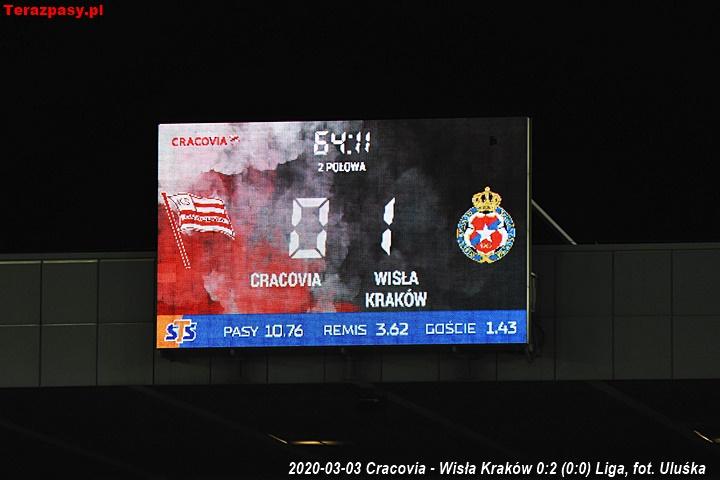 Terazpasy.pl
CRACOVIA
64:11
2 POŁOWA
0 1
CRACOVIA
WISŁA
KRAKÓW
STS PASY 10.76 REMIS 3.62 GOŚCIE 1.43
2020-03-03 Cracovia - Wisła Kraków 0:2 (0:0) Liga, fot. Uluśka